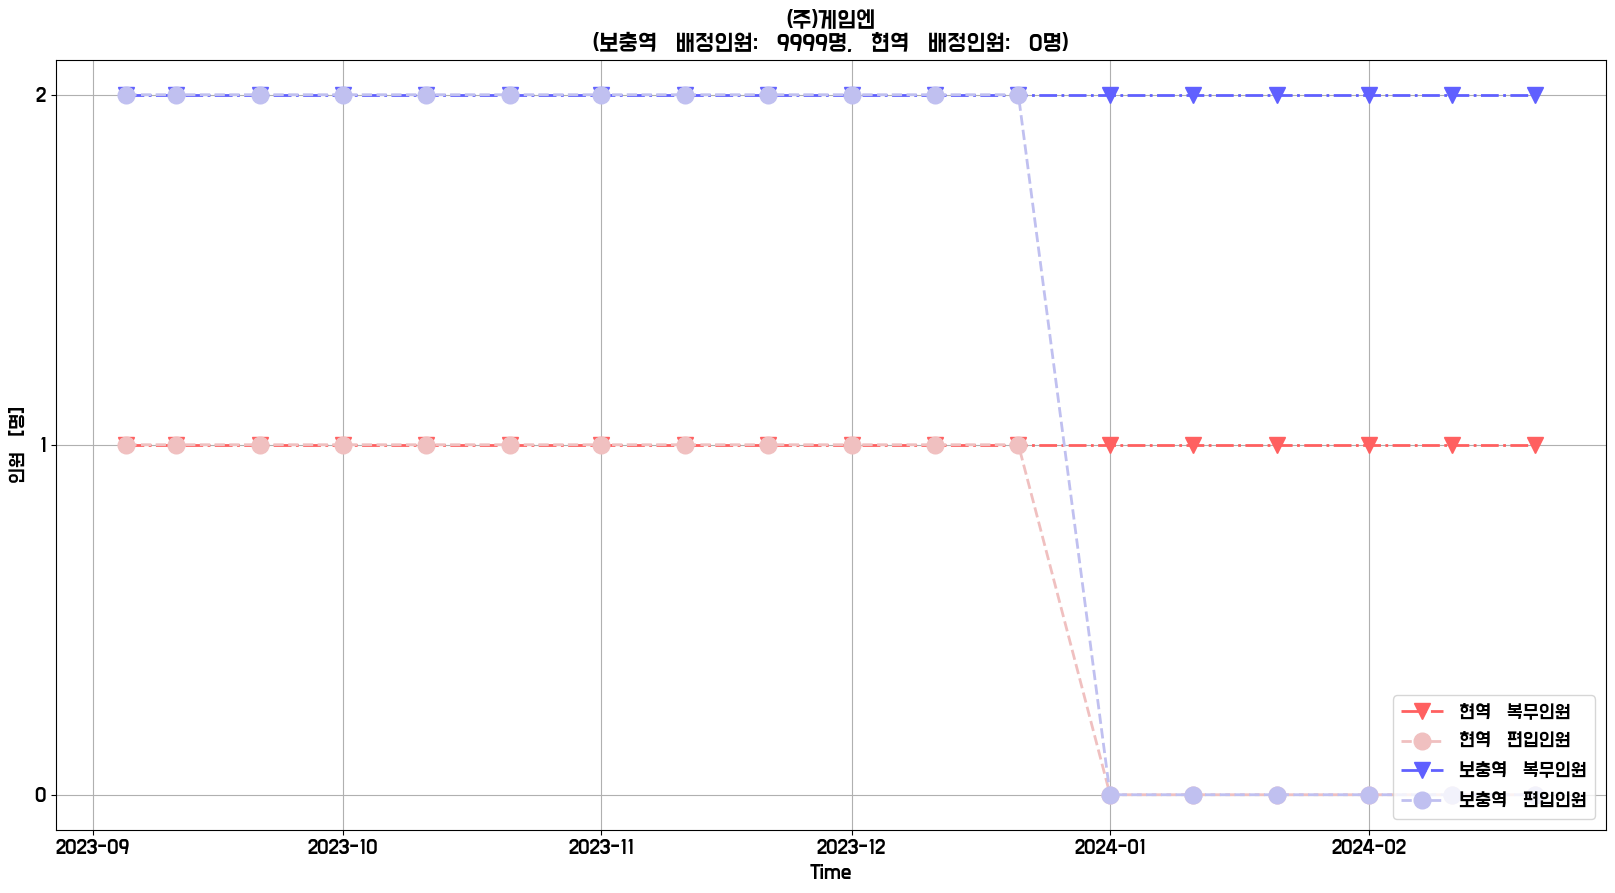 (주)게임엔
(보충역 배정인원: 9999명, 현역 배정인원: 0명)
인원 [명]
2
1
0
현역 복무인원
현역 편입인원
보충역 복무인원
보충역 편입인원
2023-09 2023-10 2023-11 2023-12 2024-01 2024-02
Time